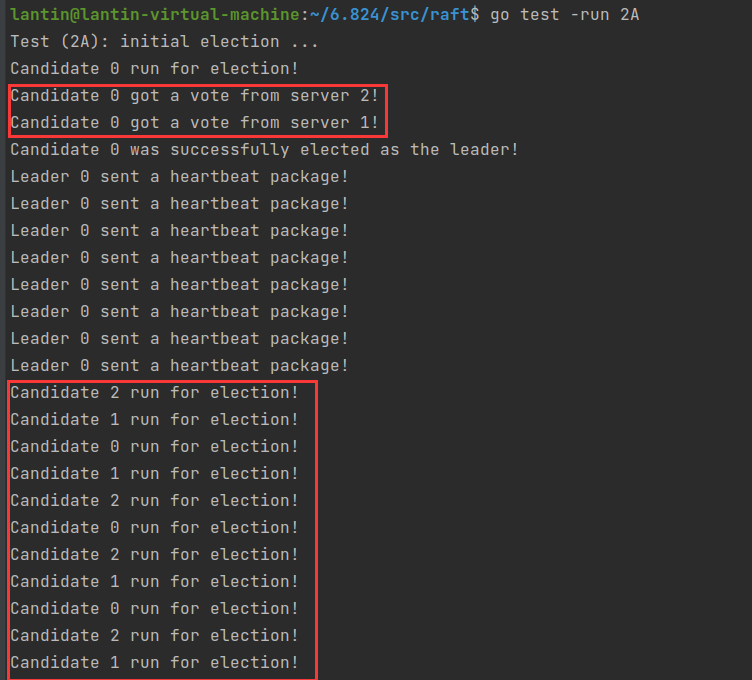 lantin@lantin-virtual-machine:~/6.824/src/raft$ go test -run 2A
Test (2A): initial election ...
Candidate 0 run for election!
Candidate 0 got a vote from server 2!
Candidate 0 got a vote from server 1!
Candidate 0 was successfully elected as the leader!
Leader 0 sent a heartbeat package!
Leader 0 sent a heartbeat package!
Leader 0 sent a heartbeat package!
Leader 0 sent a heartbeat package!
Leader 0 sent a heartbeat package!
Leader 0 sent a heartbeat package!
Leader 0 sent a heartbeat package!
Leader 0 sent a heartbeat package!
Candidate 2 run for election!
Candidate 1 run for election!
Candidate 0 run for election!
Candidate 1 run for election!
Candidate 2 run for election!
Candidate 0 run for election!
Candidate 2 run for election!
Candidate 1 run for election!
Candidate 0 run for election!
Candidate 2 run for election!
Candidate 1 run for election!